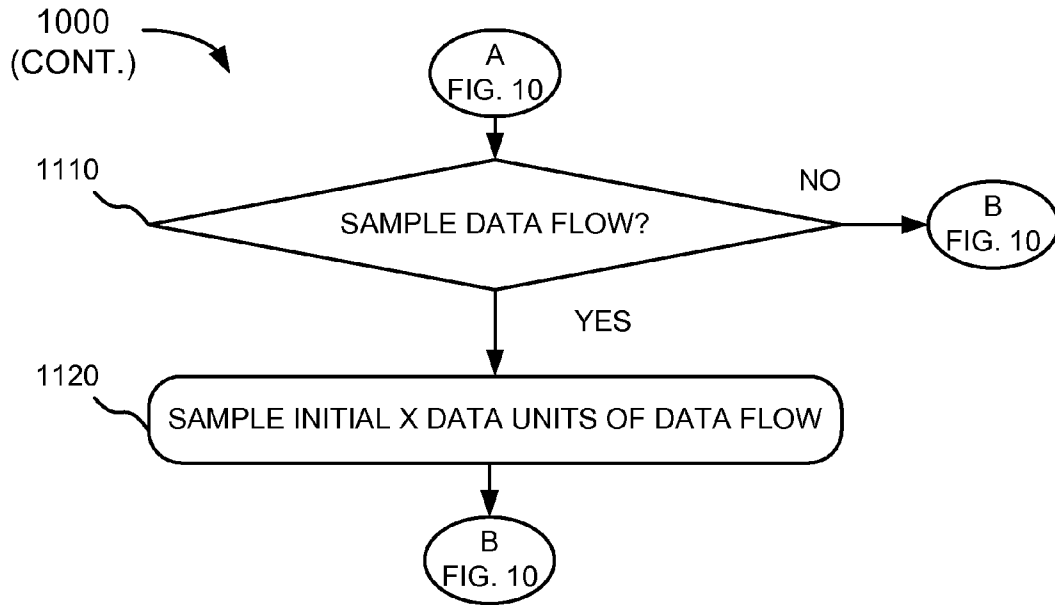 1000
(CONT.)
A
FIG. 10
1110
SAMPLE DATA FLOW?
NO
B
FIG. 10
YES
1120
SAMPLE INITIAL X DATA UNITS OF DATA FLOW
B
FIG. 10